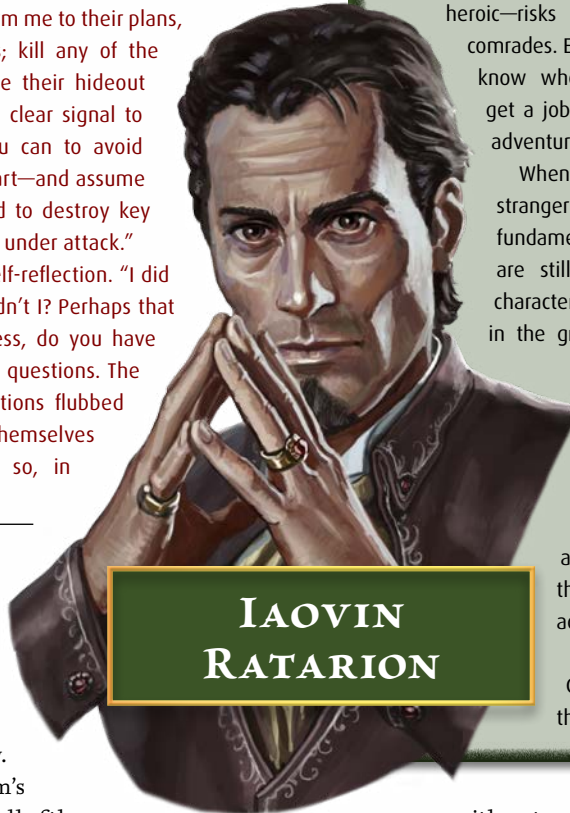 m me to their plans,
; kill any of the
e their hideout
clear signal to
u can to avoid
art—and assume
d to destroy key
under attack.”
elf-reflection. “I did
dn’t I? Perhaps that
ess, do you have
questions. The
tions flubbed
hemselves
so, in
m’s
heroic—risks
comrades. B
know whe
get a job
adventur
When
stranger
fundame
are still
character
in the gr
a
th
ac
th
IAOVIN
RATARION